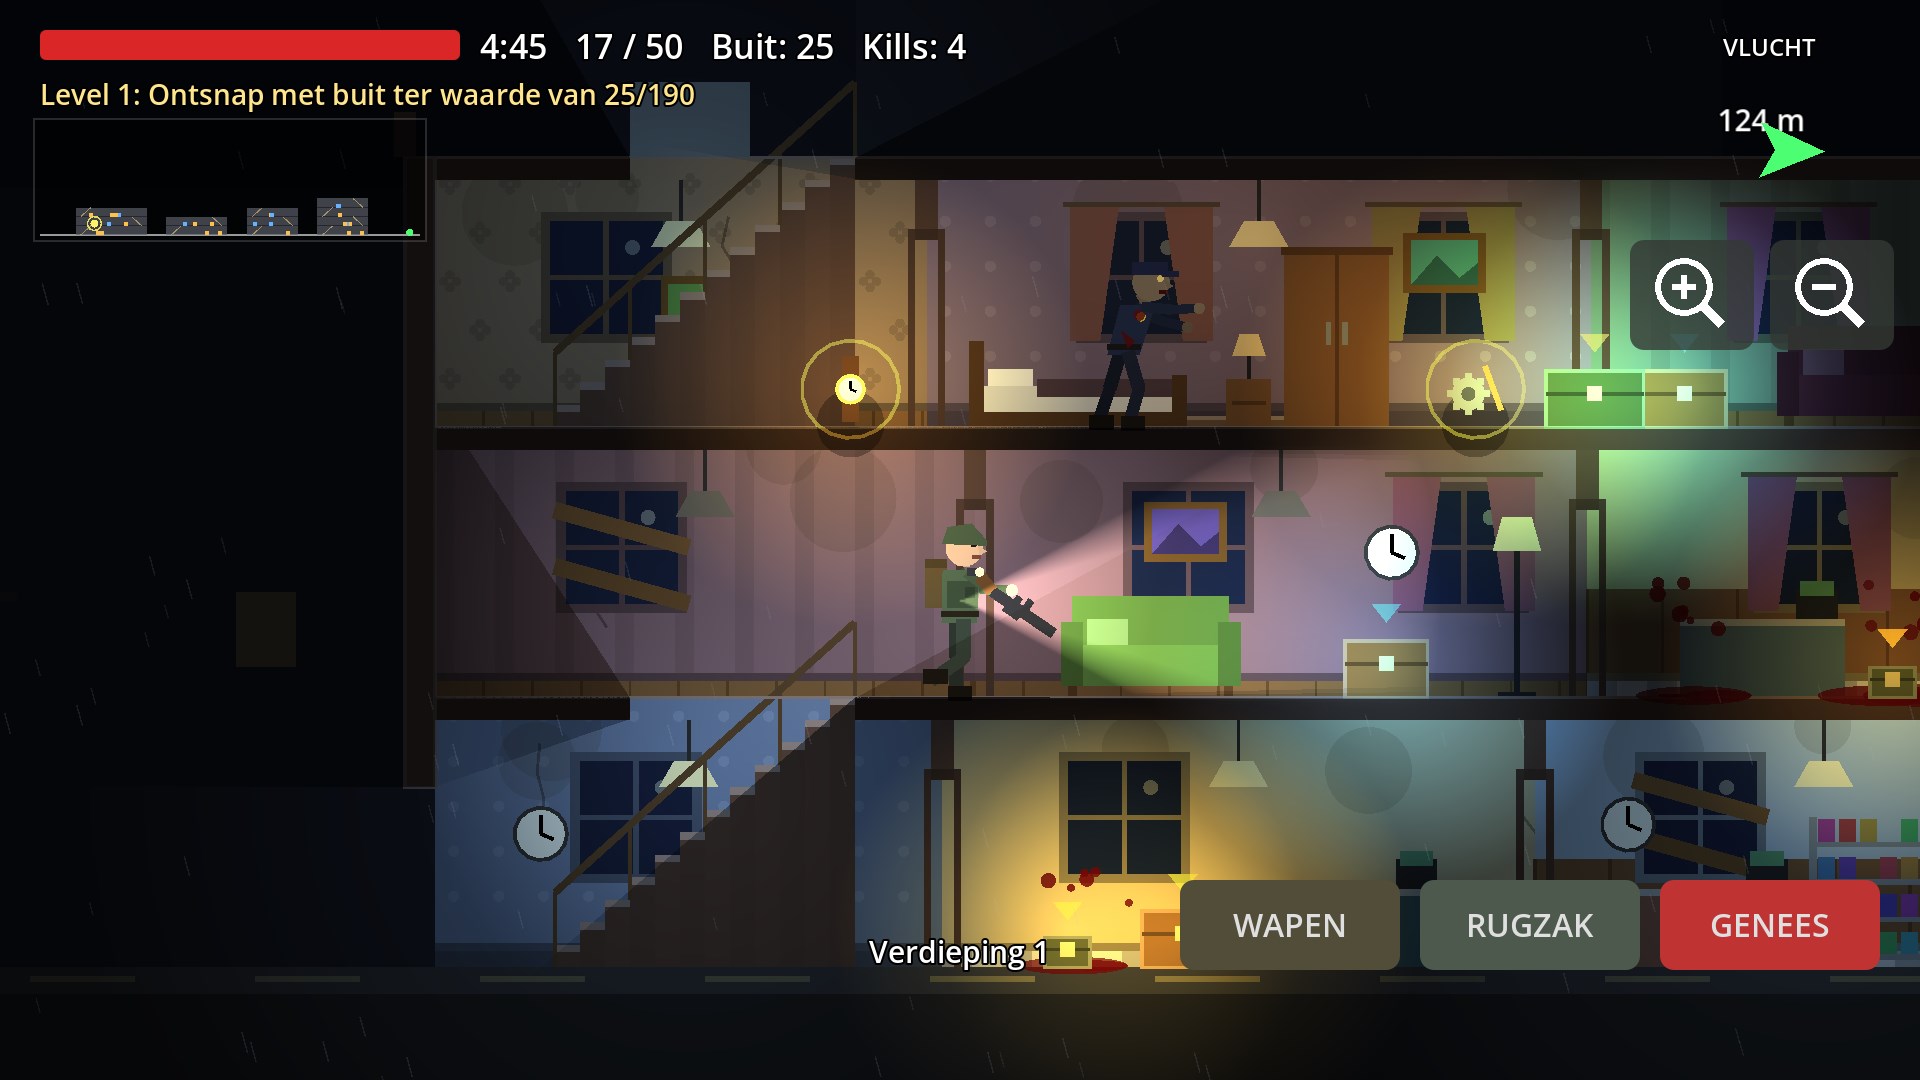 4:45 17 / 50 Buit: 25 Kills: 4
VLUCHT
Level 1: Ontsnap met buit ter waarde van 25/190
124 m
WAPEN
RUGZAK
GENEES
Verdieping 1